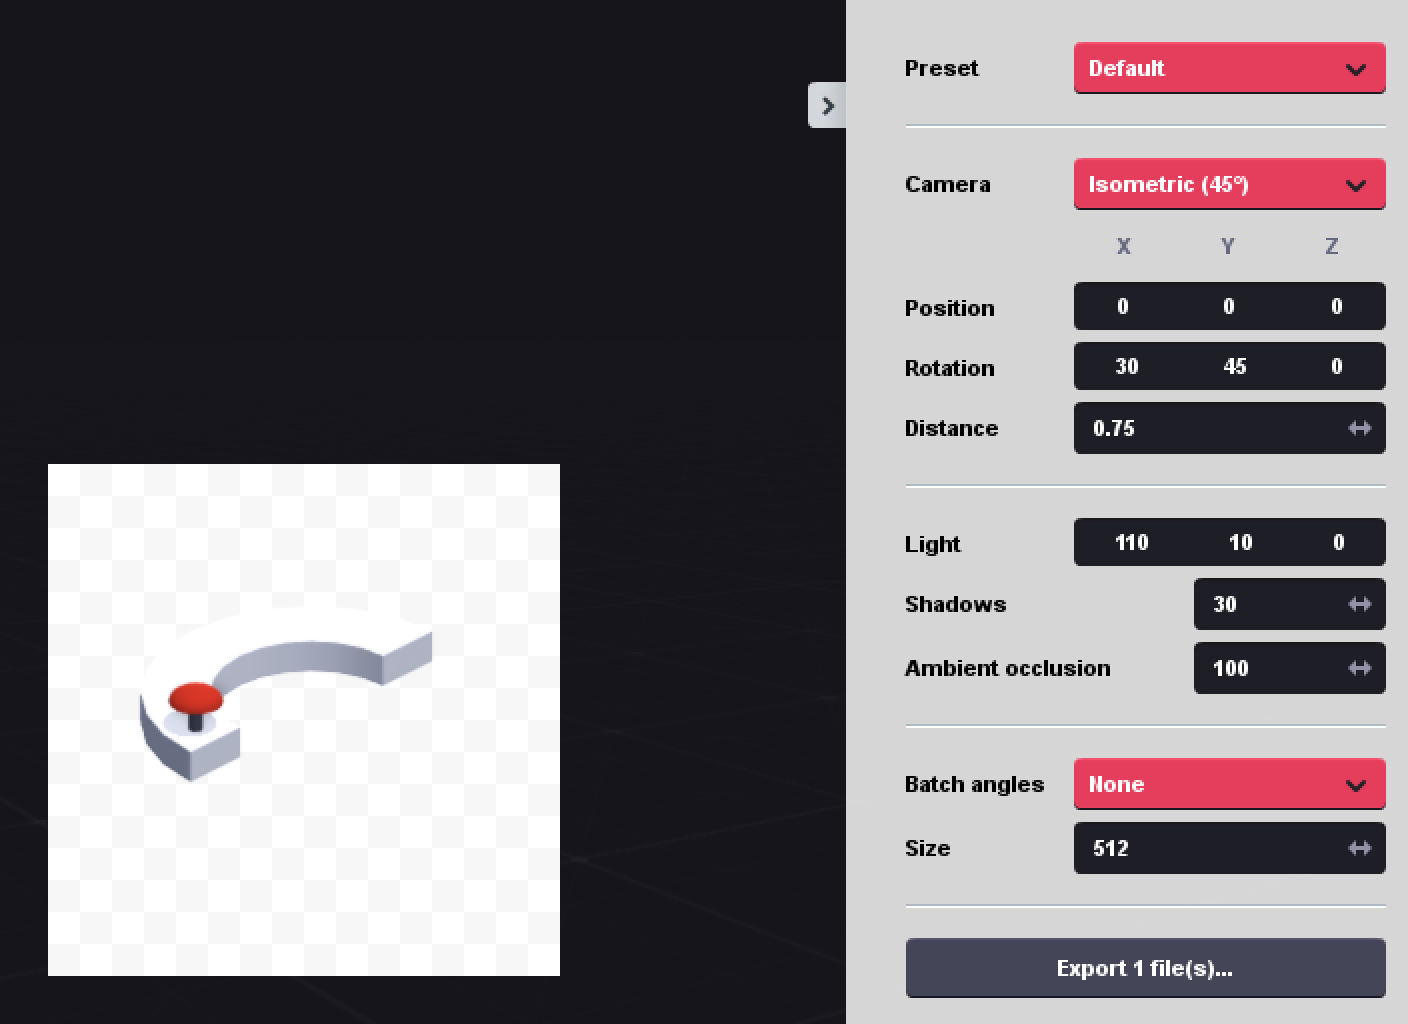 Preset Default
Camera Isometric (45°)
X Y Z
Position 0 0 0
Rotation 30 45 0
Distance 0.75
Light 110 10 0
Shadows 30
Ambient occlusion 100
Batch angles None
Size 512
Export 1 file(s)...